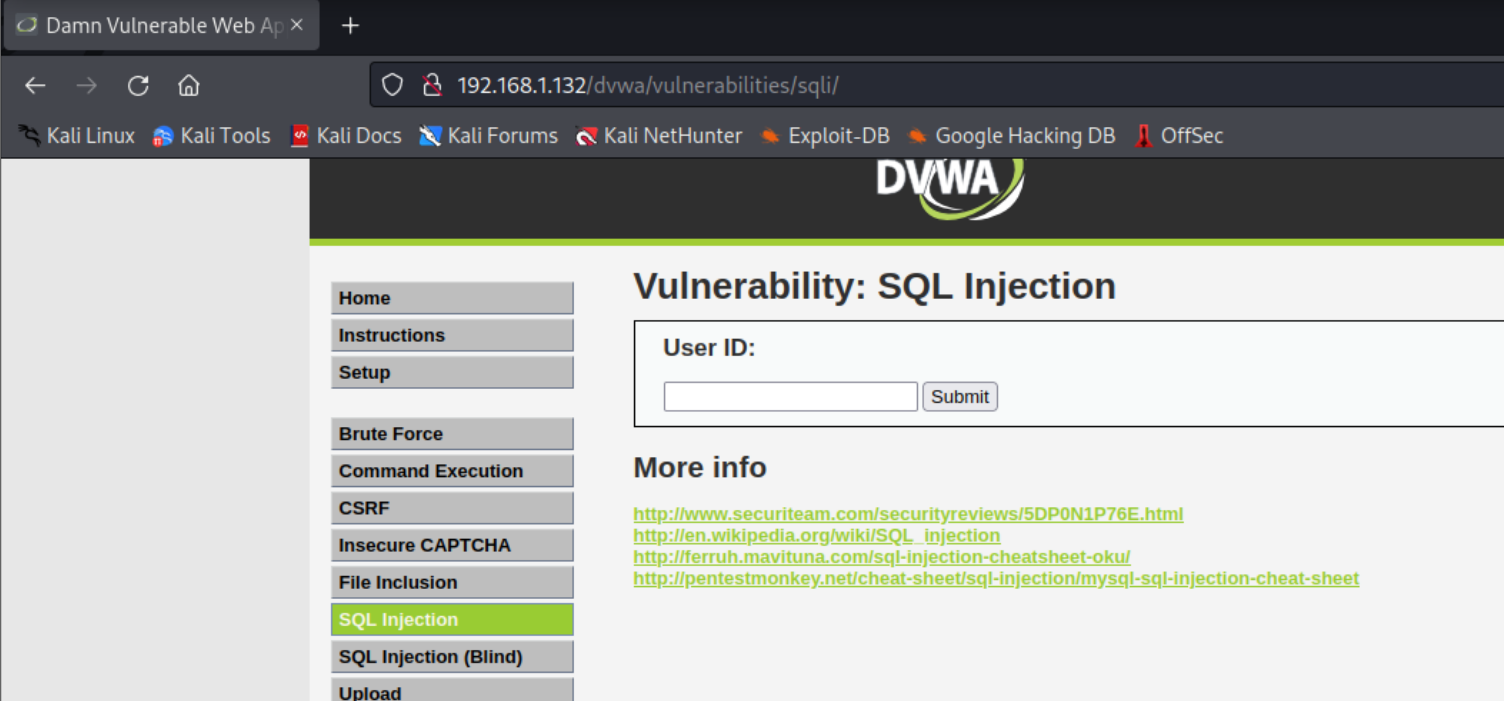 Damn Vulnerable Web Ap
192.168.1.132/dvwa/vulnerabilities/sqli/
Kali Linux Kali Tools Kali Docs Kali Forums Kali NetHunter Exploit-DB Google Hacking DB OffSec
DVWA
Home
Instructions
Setup
Brute Force
Command Execution
CSRF
Insecure CAPTCHA
File Inclusion
SQL Injection
SQL Injection (Blind)
Upload
Vulnerability: SQL Injection
User ID:
Submit
More info
http://www.securiteam.com/securityreviews/5DP0N1P76E.html
http://en.wikipedia.org/wiki/SQL_injection
http://ferruh.mavituna.com/sql-injection-cheatsheet-oku/
http://pentestmonkey.net/cheat-sheet/sql-injection/mysql-sql-injection-cheat-sheet